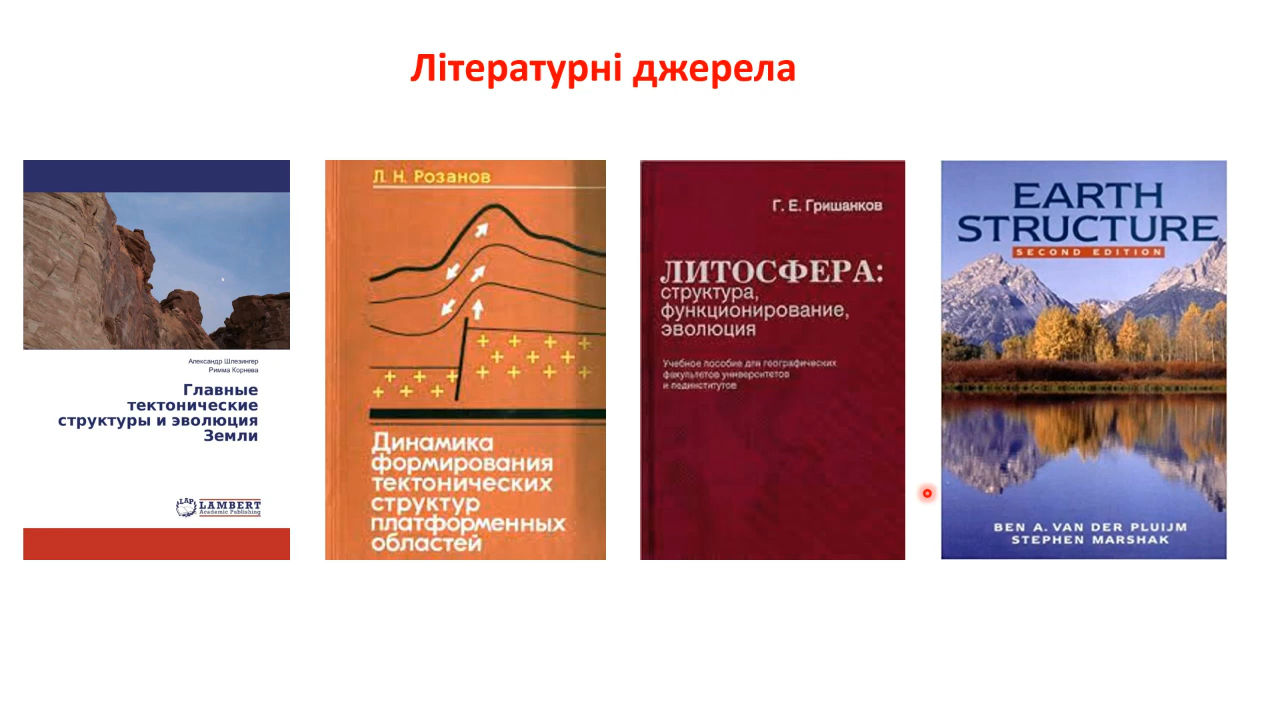 Літературні джерела
Александр Шлезингер
Римма Корнева
Главные
тектонические
структуры и эволюция
Земли
LAP
LAMBERT
Academic Publishing
Л. Н. Розанов
Динамика
формирования
тектонических
структур
платформенных
областей
Г. Е. Гришанков
ЛИТОСФЕРА:
структура,
функционирование,
эволюция
Учебное пособие для географических
факультетов университетов
и пединститутов
EARTH
STRUCTURE
SECOND EDITION
BEN A. VAN DER PLUIJM
STEPHEN MARSHAK